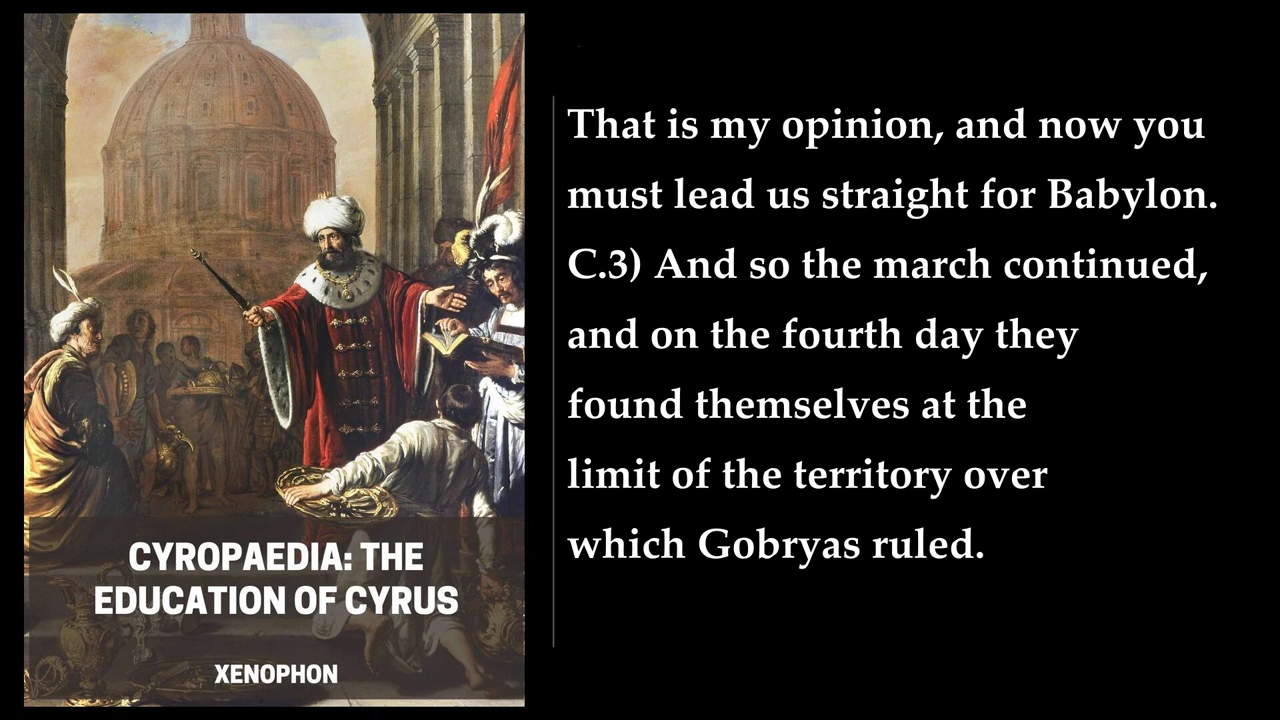 CYROPAEDIA: THE
EDUCATION OF CYRUS
XENOPHON
That is my opinion, and now you
must lead us straight for Babylon.
C.3) And so the march continued,
and on the fourth day they
found themselves at the
limit of the territory over
which Gobryas ruled.